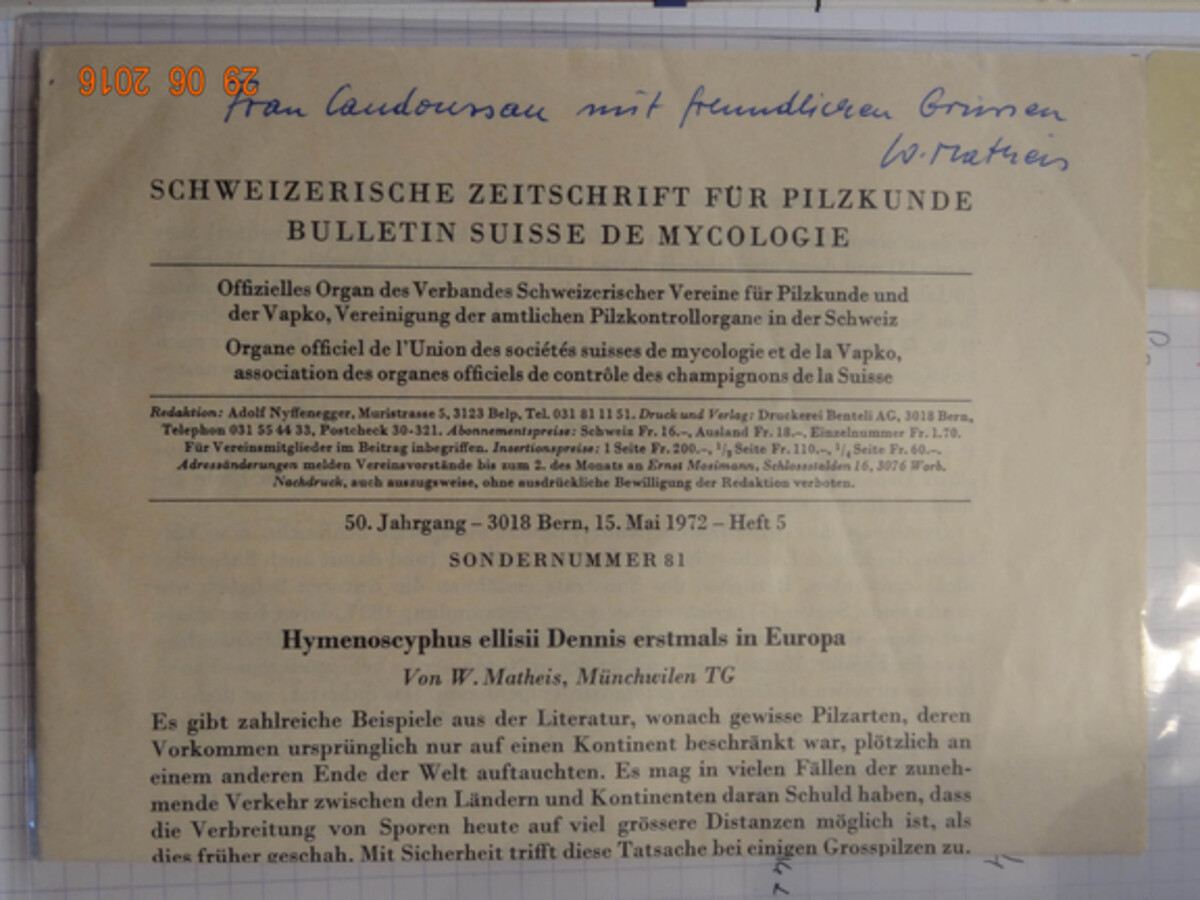 29 06 2016
Frau Candoussau mit freundlichen Grüssen
W. Matheis
SCHWEIZERISCHE ZEITSCHRIFT FÜR PILZKUNDE
BULLETIN SUISSE DE MYCOLOGIE
Offizielles Organ des Verbandes Schweizerischer Vereine für Pilzkunde und
der Vapko, Vereinigung der amtlichen Pilzkontrollorgane in der Schweiz
Organe officiel de l'Union des sociétés suisses de mycologie et de la Vapko,
association des organes officiels de contrôle des champignons de la Suisse
Redaktion: Adolf Nyffenegger, Muristrasse 5, 3123 Belp, Tel. 031 81 11 51. Druck und Verlag: Druckerei Benteli AG, 3018 Bern,
Telephon 031 55 44 33, Postcheck 30-321. Abonnementspreise: Schweiz Fr. 16.–, Ausland Fr. 18.–, Einzelnummer Fr. 1.70.
Für Vereinsmitglieder im Beitrag inbegriffen. Insertionspreise: 1 Seite Fr. 200.–, 1/2 Seite Fr. 110.–, 1/4 Seite Fr. 60.–.
Adressänderungen melden Vereinsvorstände bis zum 2. des Monats an Ernst Mosimann, Schlossstalden 16, 3076 Worb.
Nachdruck, auch auszugsweise, ohne ausdrückliche Bewilligung der Redaktion verboten.
50. Jahrgang – 3018 Bern, 15. Mai 1972 – Heft 5
SONDERNUMMER 81
Hymenoscyphus ellisii Dennis erstmals in Europa
Von W. Matheis, Münchwilen TG
Es gibt zahlreiche Beispiele aus der Literatur, wonach gewisse Pilzarten, deren
Vorkommen ursprünglich nur auf einen Kontinent beschränkt war, plötzlich an
einem anderen Ende der Welt auftauchten. Es mag in vielen Fällen der zuneh-
mende Verkehr zwischen den Ländern und Kontinenten daran Schuld haben, dass
die Verbreitung von Sporen heute auf viel grössere Distanzen möglich ist, als
dies früher geschah. Mit Sicherheit trifft diese Tatsache bei einigen Grosspilzen zu.